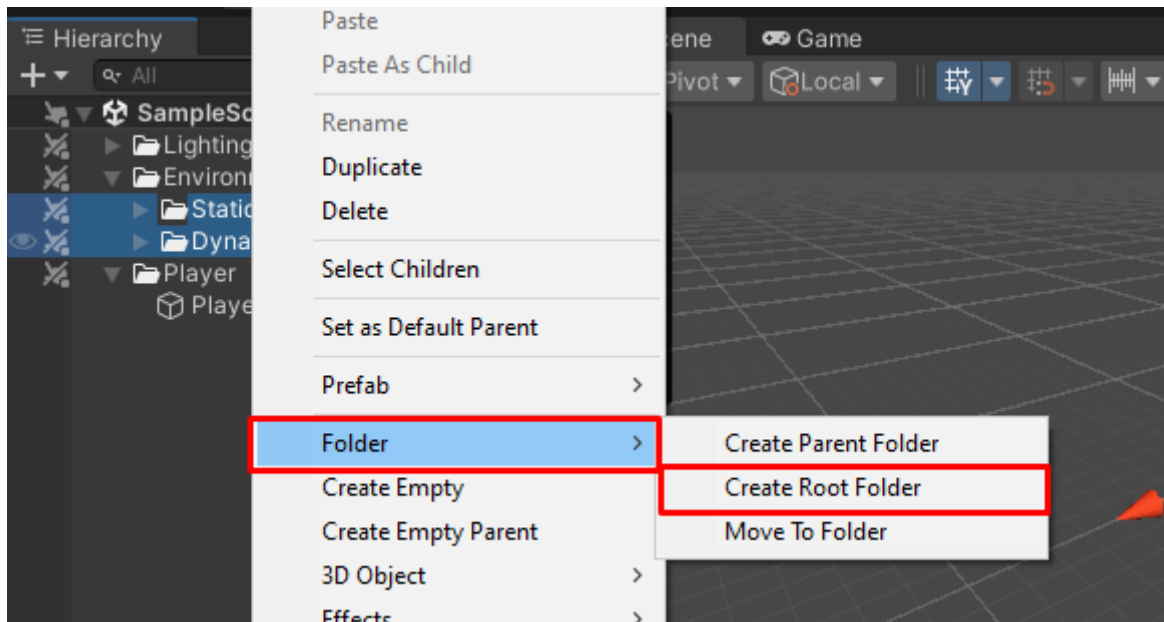 Hierarchy
All
SampleSc
Lighting
Environ
Static
Dyna
Player
Playe
Paste
Paste As Child
Rename
Duplicate
Delete
Select Children
Set as Default Parent
Prefab
Folder
Create Empty
Create Empty Parent
3D Object
Effects
Create Parent Folder
Create Root Folder
Move To Folder
cene
Game
Pivot
Local